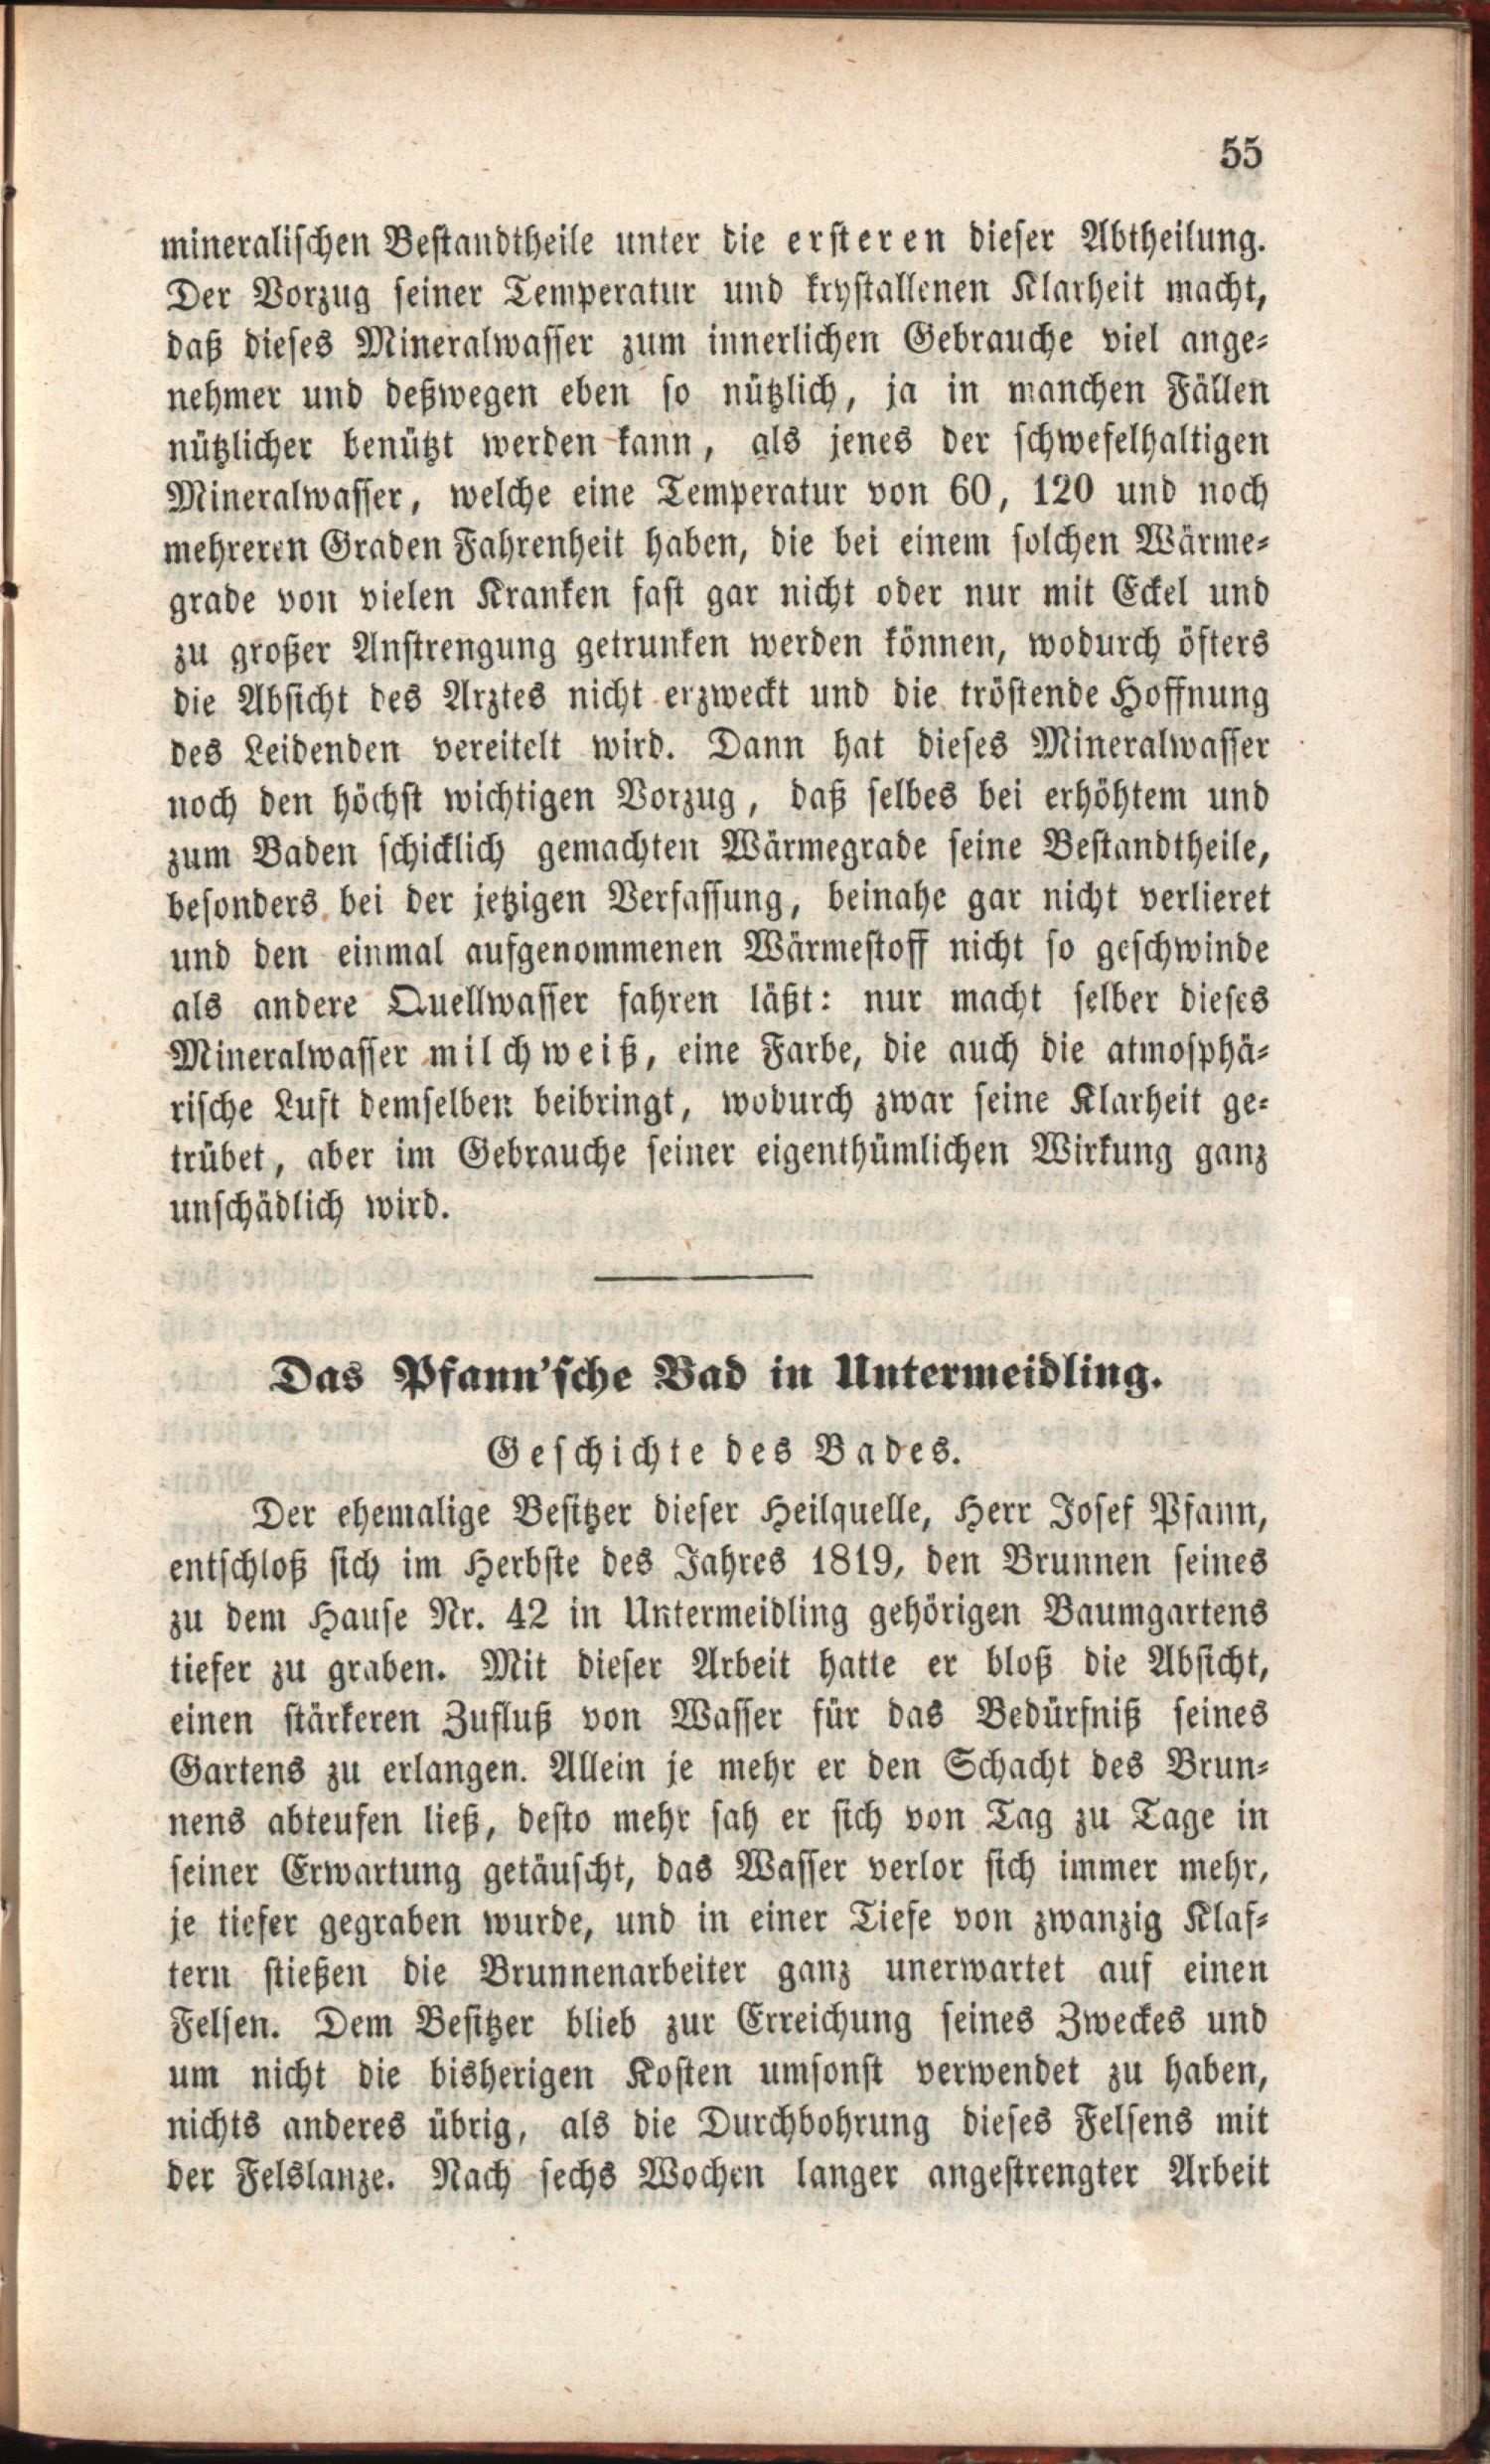 55
mineralischen Bestandtheile unter die ersteren dieser Abtheilung.
Der Vorzug seiner Temperatur und krystallenen Klarheit macht,
daß dieses Mineralwasser zum innerlichen Gebrauche viel ange-
nehmer und deßwegen eben so nützlich, ja in manchen Fällen
nützlicher benützt werden kann, als jenes der schwefelhaltigen
Mineralwasser, welche eine Temperatur von 60, 120 und noch
mehreren Graden Fahrenheit haben, die bei einem solchen Wärme-
grade von vielen Kranken fast gar nicht oder nur mit Eckel und
zu großer Anstrengung getrunken werden können, wodurch öfters
die Absicht des Arztes nicht erzweckt und die tröstende Hoffnung
des Leidenden vereitelt wird. Dann hat dieses Mineralwasser
noch den höchst wichtigen Vorzug, daß selbes bei erhöhtem und
zum Baden schicklich gemachten Wärmegrade seine Bestandtheile,
besonders bei der jetzigen Verfassung, beinahe gar nicht verlieret
und den einmal aufgenommenen Wärmestoff nicht so geschwinde
als andere Quellwasser fahren läßt: nur macht selber dieses
Mineralwasser milchweiß, eine Farbe, die auch die atmosphä-
rische Luft demselben beibringt, wodurch zwar seine Klarheit ge-
trübet, aber im Gebrauche seiner eigenthümlichen Wirkung ganz
unschädlich wird.
Das Pfann'sche Bad in Untermeidling.
Geschichte des Bades.
Der ehemalige Besitzer dieser Heilquelle, Herr Josef Pfann,
entschloß sich im Herbste des Jahres 1819, den Brunnen seines
zu dem Hause Nr. 42 in Untermeidling gehörigen Baumgartens
tiefer zu graben. Mit dieser Arbeit hatte er bloß die Absicht,
einen stärkeren Zufluß von Wasser für das Bedürfniß seines
Gartens zu erlangen. Allein je mehr er den Schacht des Brun-
nens abteufen ließ, desto mehr sah er sich von Tag zu Tage in
seiner Erwartung getäuscht, das Wasser verlor sich immer mehr,
je tiefer gegraben wurde, und in einer Tiefe von zwanzig Klaf-
tern stießen die Brunnenarbeiter ganz unerwartet auf einen
Felsen. Dem Besitzer blieb zur Erreichung seines Zweckes und
um nicht die bisherigen Kosten umsonst verwendet zu haben,
nichts anderes übrig, als die Durchbohrung dieses Felsens mit
der Felslanze. Nach sechs Wochen langer angestrengter Arbeit